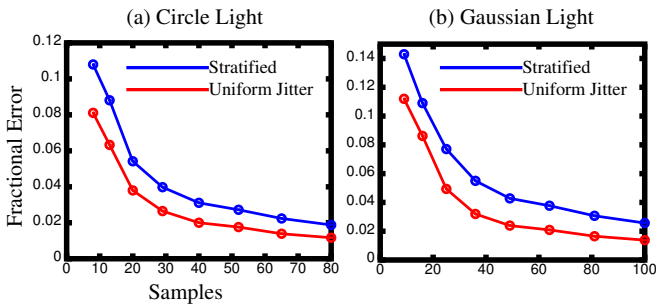 (a) Circle Light
(b) Gaussian Light
Fractional Error
0.12
0.1
0.08
0.06
0.04
0.02
0
Stratified
Uniform Jitter
0 10 20 30 40 50 60 70 80
Samples
0.14
0.12
0.1
0.08
0.06
0.04
0.02
0
Stratified
Uniform Jitter
0 20 40 60 80 100